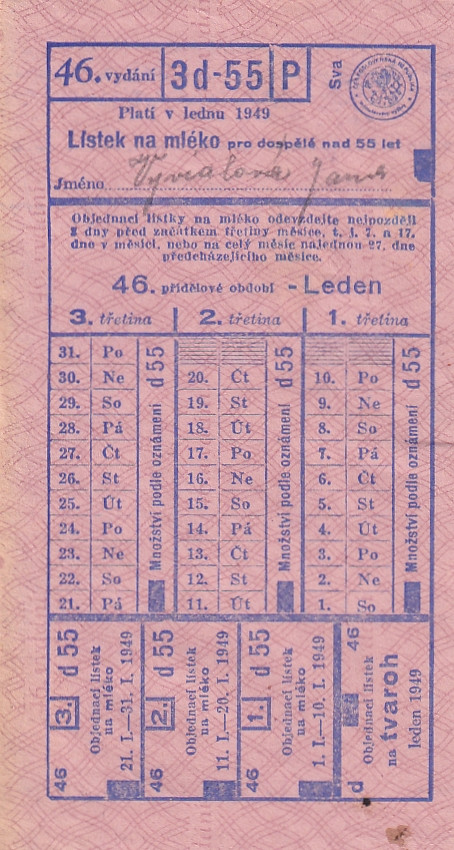 46. vydání 3d-55 P Sva
Platí v lednu 1949
Lístek na mléko pro dospělé nad 55 let
Jméno Vyvialová Jana
Objednací lístky na mléko odevzdejte nejpozději
3 dny před začátkem třetiny měsíce, t. j. 7. a 17.
dne v měsíci, nebo na celý měsíc najednou 27. dne
předcházejícího měsíce.
46. přídělové období - Leden
3. třetina 2. třetina 1. třetina
31. Po
30. Ne 20. Čt 10. Po
29. So 19. St 9. Ne
28. Pá 18. Út 8. So
27. Čt 17. Po 7. Pá
26. St 16. Ne 6. Čt
25. Út 15. So 5. St
24. Po 14. Pá 4. Út
23. Ne 13. Čt 3. Po
22. So 12. St 2. Ne
21. Pá 11. Út 1. So
Množství podle oznámení d 55
Množství podle oznámení d 55
Množství podle oznámení d 55
46 3. d 55
Objednací lístek
na mléko
21. I.—31. I. 1949
46 2. d 55
Objednací lístek
na mléko
11. I.—20. I. 1949
46 1. d 55
Objednací lístek
na mléko
1. I.—10. I. 1949
d 46
Objednací lístek
na tvaroh
leden 1949